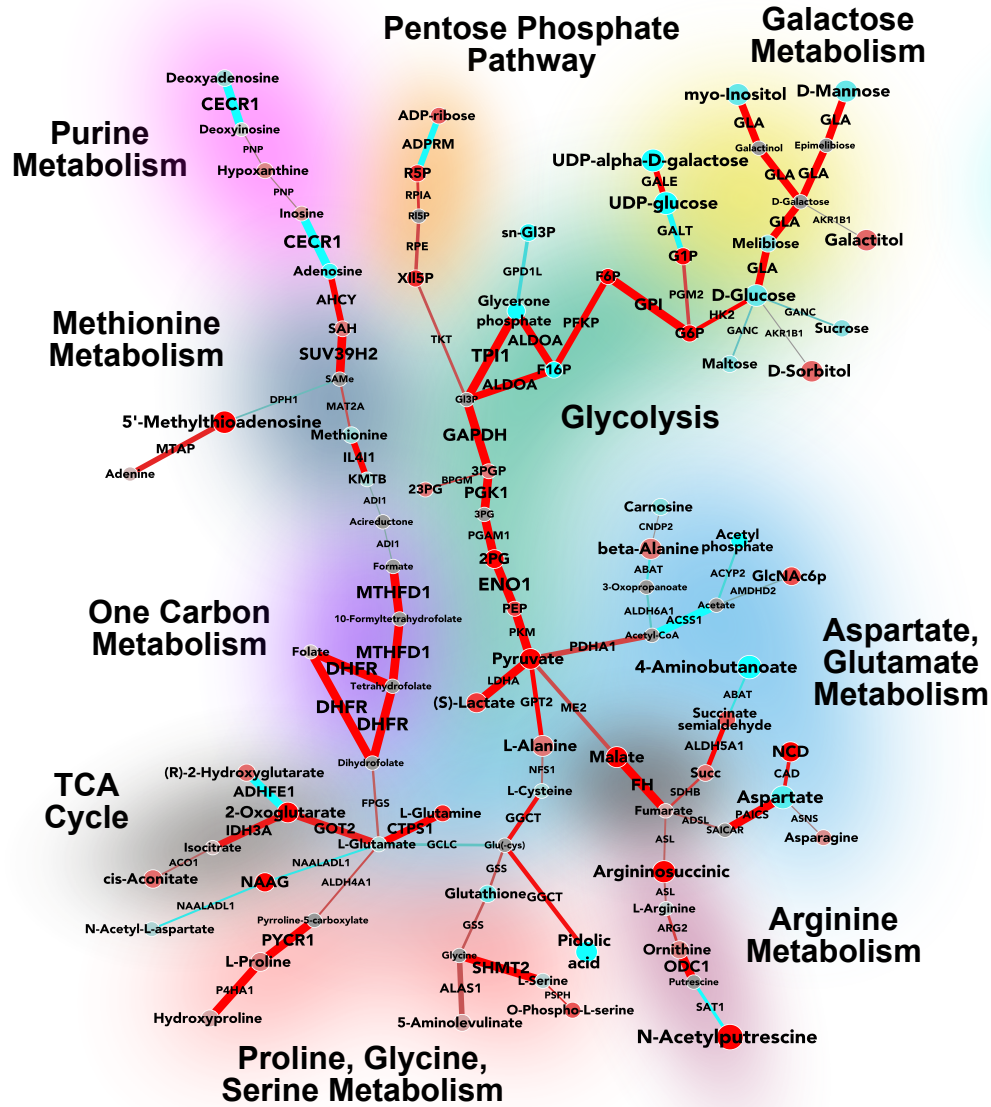 Pentose Phosphate
Pathway
Galactose
Metabolism
Deoxyadenosine
CECR1
Deoxyinosine
PNP
Hypoxanthine
PNP
Inosine
CECR1
Adenosine
AHCY
SAH
SUV39H2
SAMe
Purine
Metabolism
ADP-ribose
ADPRM
R5P
RPIA
Rl5P
RPE
Xll5P
TKT
myo-Inositol
D-Mannose
GLA
GLA
Galactinol
Epimelibiose
GLA
GLA
D-Galactose
GLA
AKR1B1
Galactitol
Melibiose
GLA
D-Glucose
UDP-alpha-D-galactose
GALE
UDP-glucose
GALT
G1P
PGM2
G6P
HK2
GANC
GANC
AKR1B1
Sucrose
Maltose
D-Sorbitol
sn-Gl3P
GPD1L
Glycerone
phosphate
F6P
GPI
PFKP
ALDOA
TPI1
F16P
ALDOA
Gl3P
Glycolysis
GAPDH
3PGP
BPGM
23PG
PGK1
3PG
PGAM1
2PG
ENO1
PEP
PKM
Pyruvate
Methionine
Metabolism
DPH1
MAT2A
5'-Methylthioadenosine
MTAP
Adenine
Methionine
IL4I1
KMTB
ADI1
Acireductone
ADI1
Formate
MTHFD1
10-Formyltetrahydrofolate
MTHFD1
One Carbon
Metabolism
Folate
DHFR
Tetrahydrofolate
DHFR
DHFR
Dihydrofolate
FPGS
Carnosine
CNDP2
beta-Alanine
ABAT
3-Oxopropanoate
ALDH6A1
Acetyl-CoA
Acetyl
phosphate
ACYP2
GlcNAc6p
AMDHD2
Acetate
ACSS1
PDHA1
Aspartate,
Glutamate
Metabolism
4-Aminobutanoate
ABAT
Succinate
semialdehyde
ALDH5A1
Succ
SDHB
NCD
CAD
Aspartate
PAICS
ASNS
Asparagine
ADSL
SAICAR
LDHA
(S)-Lactate
GPT2
ME2
Malate
FH
Fumarate
L-Alanine
NFS1
L-Cysteine
GGCT
TCA
Cycle
(R)-2-Hydroxyglutarate
ADHFE1
2-Oxoglutarate
IDH3A
GOT2
L-Glutamine
CTPS1
L-Glutamate
GCLC
Glu(-cys)
Isocitrate
ACO1
cis-Aconitate
NAALADL1
NAAG
ALDH4A1
NAALADL1
N-Acetyl-L-aspartate
Pyrroline-5-carboxylate
PYCR1
L-Proline
P4HA1
Hydroxyproline
GSS
Glutathione
GGCT
GSS
Pidolic
acid
Glycine
SHMT2
L-Serine
ALAS1
PSPH
O-Phospho-L-serine
5-Aminolevulinate
Proline, Glycine,
Serine Metabolism
ASL
Argininosuccinic
ASL
L-Arginine
ARG2
Ornithine
ODC1
Putrescine
SAT1
N-Acetylputrescine
Arginine
Metabolism